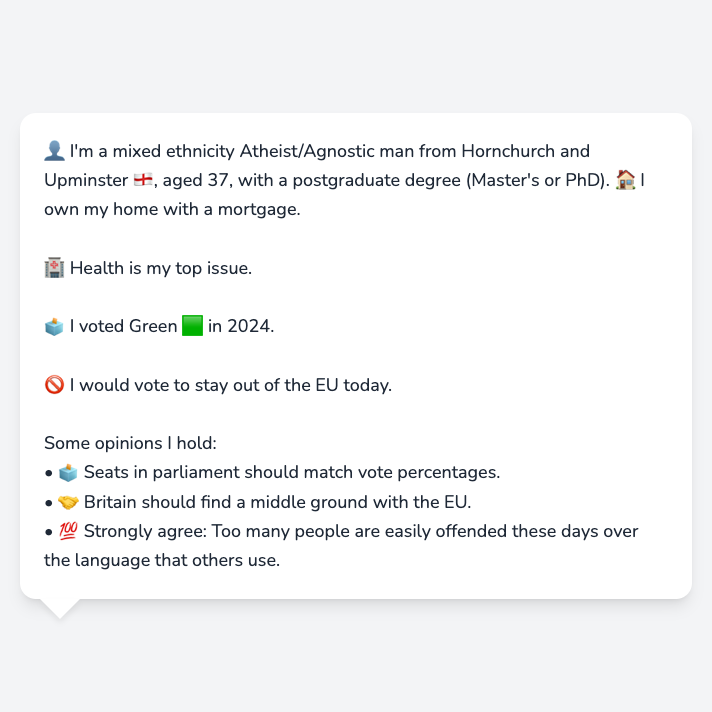 👤 I'm a mixed ethnicity Atheist/Agnostic man from Hornchurch and
Upminster 🏴󠁧󠁢󠁥󠁮󠁧󠁿, aged 37, with a postgraduate degree (Master's or PhD). 🏠 I
own my home with a mortgage.
🏥 Health is my top issue.
🗳️ I voted Green 🟩 in 2024.
🚫 I would vote to stay out of the EU today.
Some opinions I hold:
• 🗳️ Seats in parliament should match vote percentages.
• 🤝 Britain should find a middle ground with the EU.
• 💯 Strongly agree: Too many people are easily offended these days over
the language that others use.